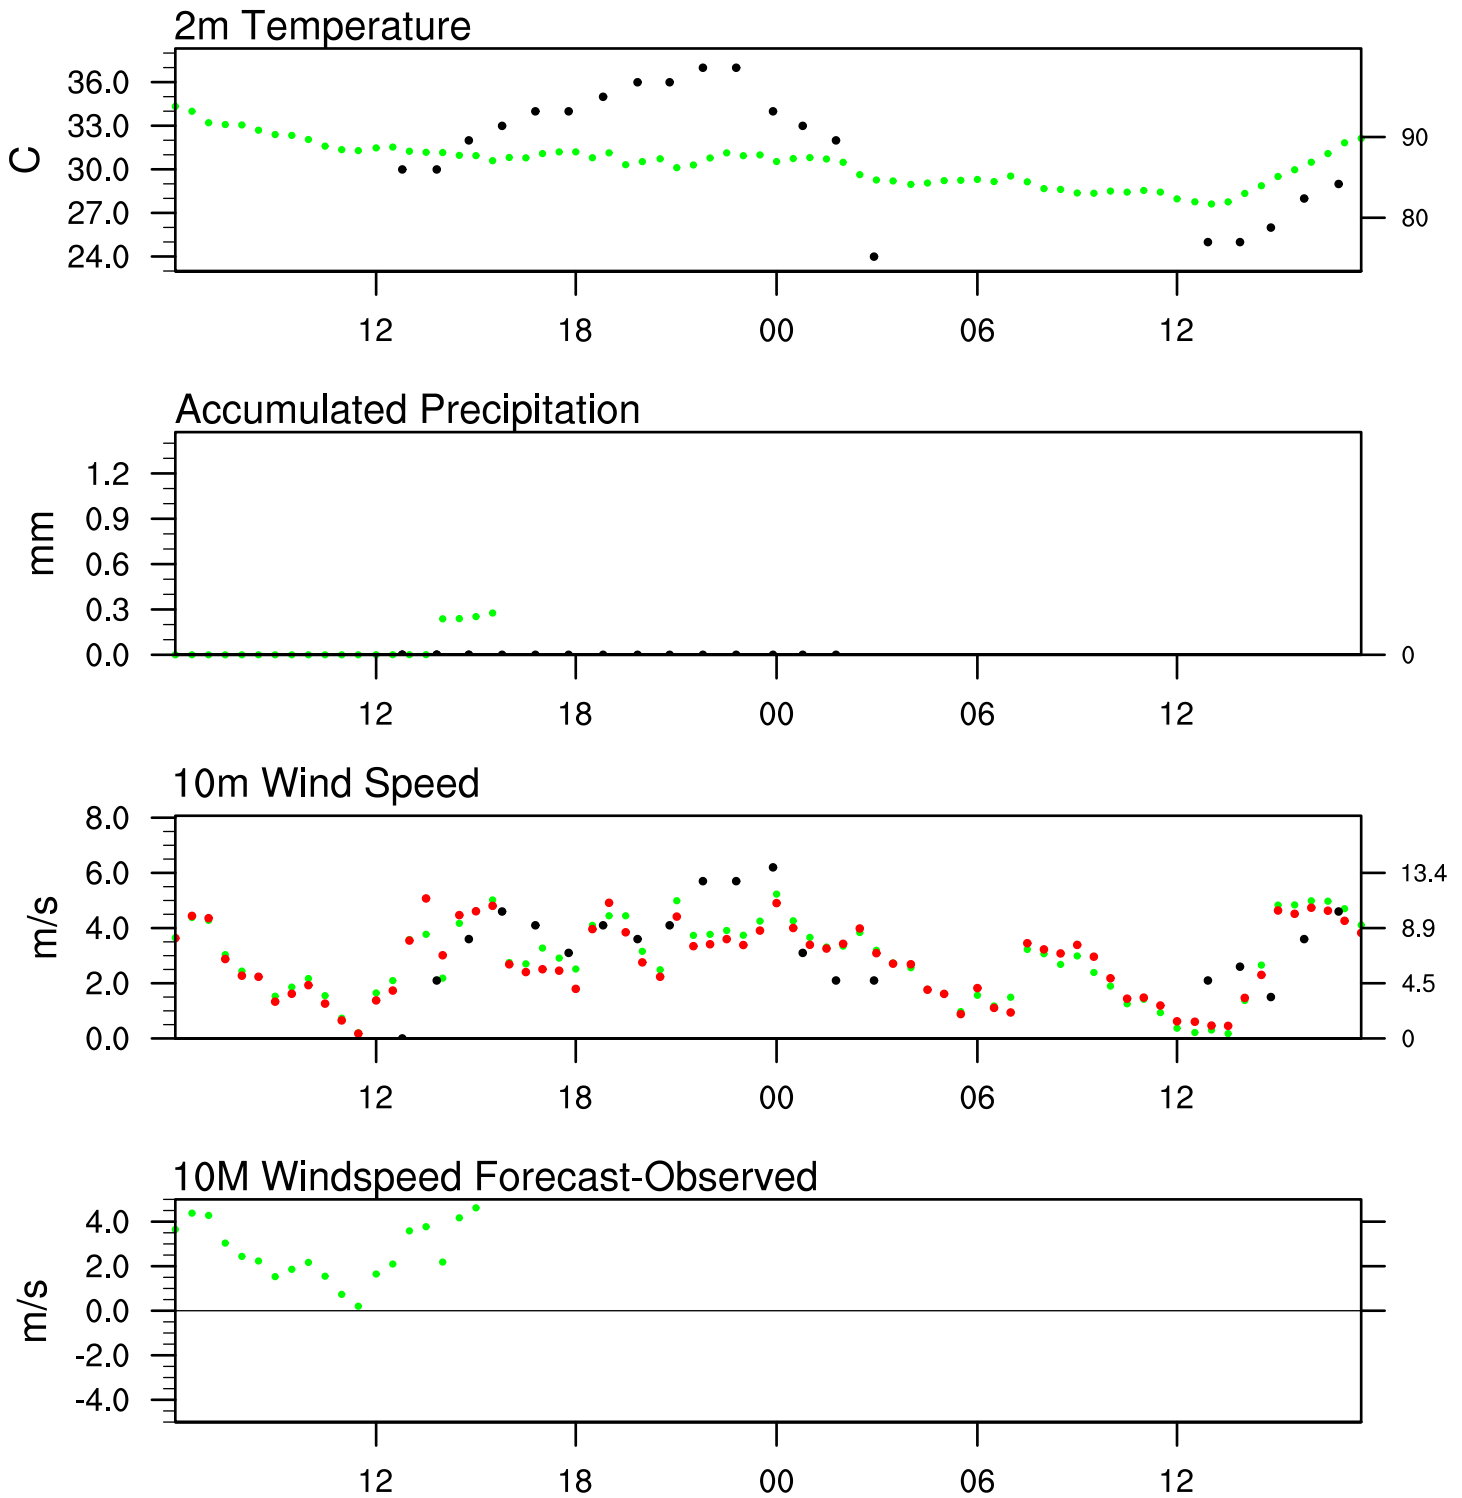 2m Temperature
36.0
33.0
90
30.0
27.0
80
24.0
C
12 18 00 06 12
Accumulated Precipitation
1.2
0.9
0.6
0.3
0.0 0
mm
12 18 00 06 12
10m Wind Speed
8.0
6.0 13.4
4.0 8.9
2.0 4.5
0.0 0
m/s
12 18 00 06 12
10M Windspeed Forecast-Observed
4.0
2.0
0.0
-2.0
-4.0
m/s
12 18 00 06 12